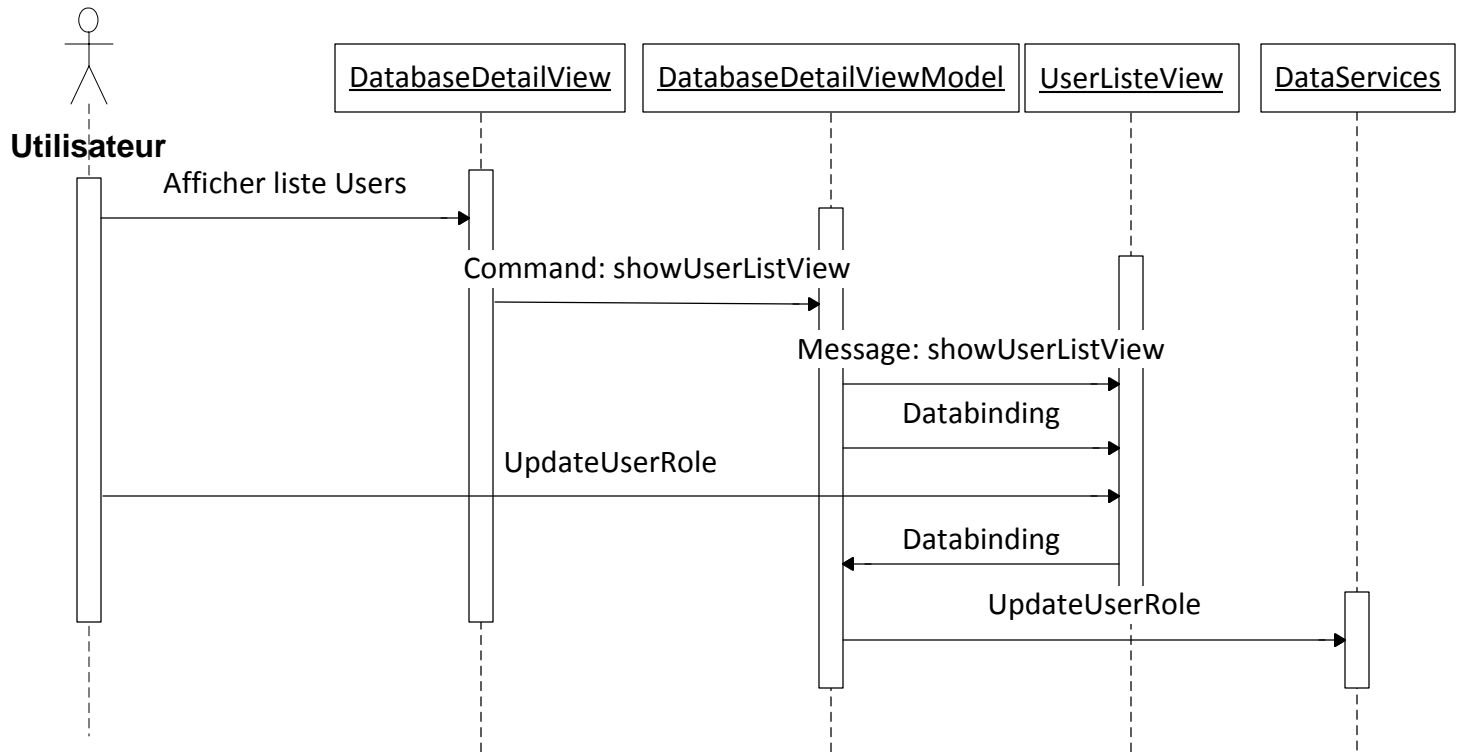 DatabaseDetailView
DatabaseDetailViewModel
UserListeView
DataServices
Utilisateur
Afficher liste Users
Command: showUserListView
Message: showUserListView
Databinding
UpdateUserRole
Databinding
UpdateUserRole